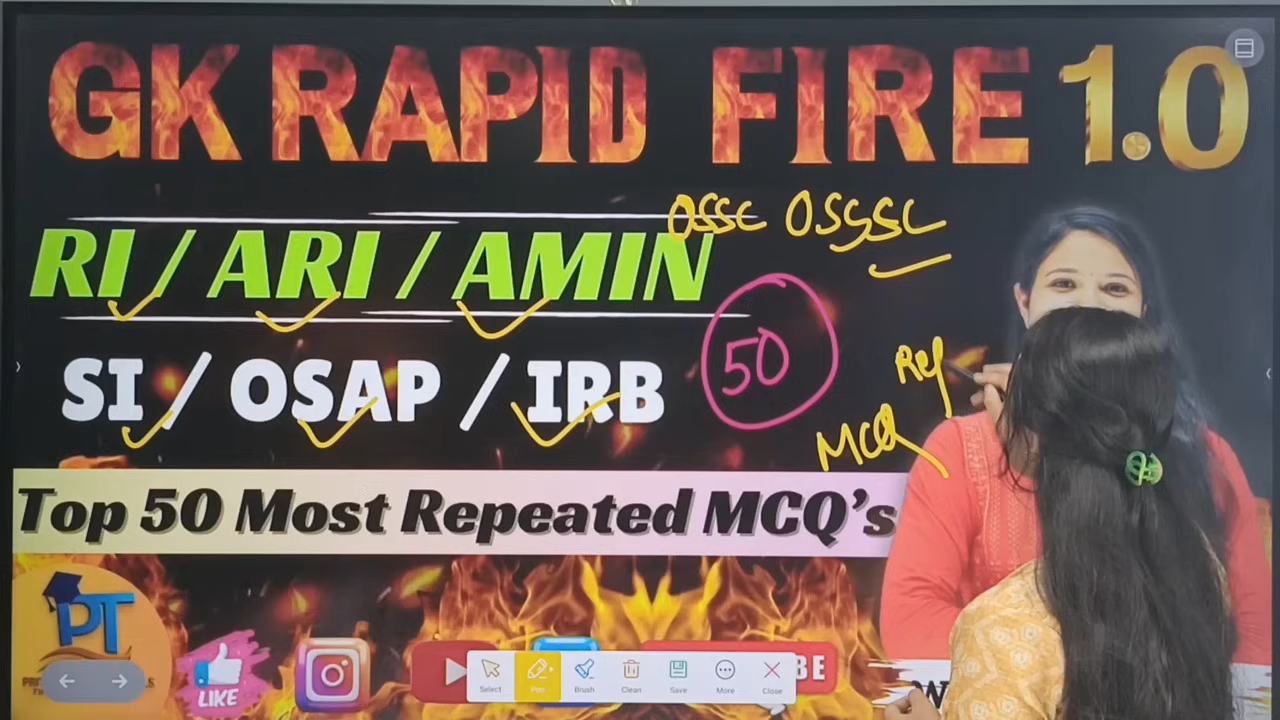 GK RAPID FIRE 1.0
OSSC OSSSC
RI / ARI / AMIN
50
SI / OSAP / IRB
Rep
MCQ
Top 50 Most Repeated MCQ's
PT
LIKE
BE
Select
Pen
Brush
Clean
Save
More
Close